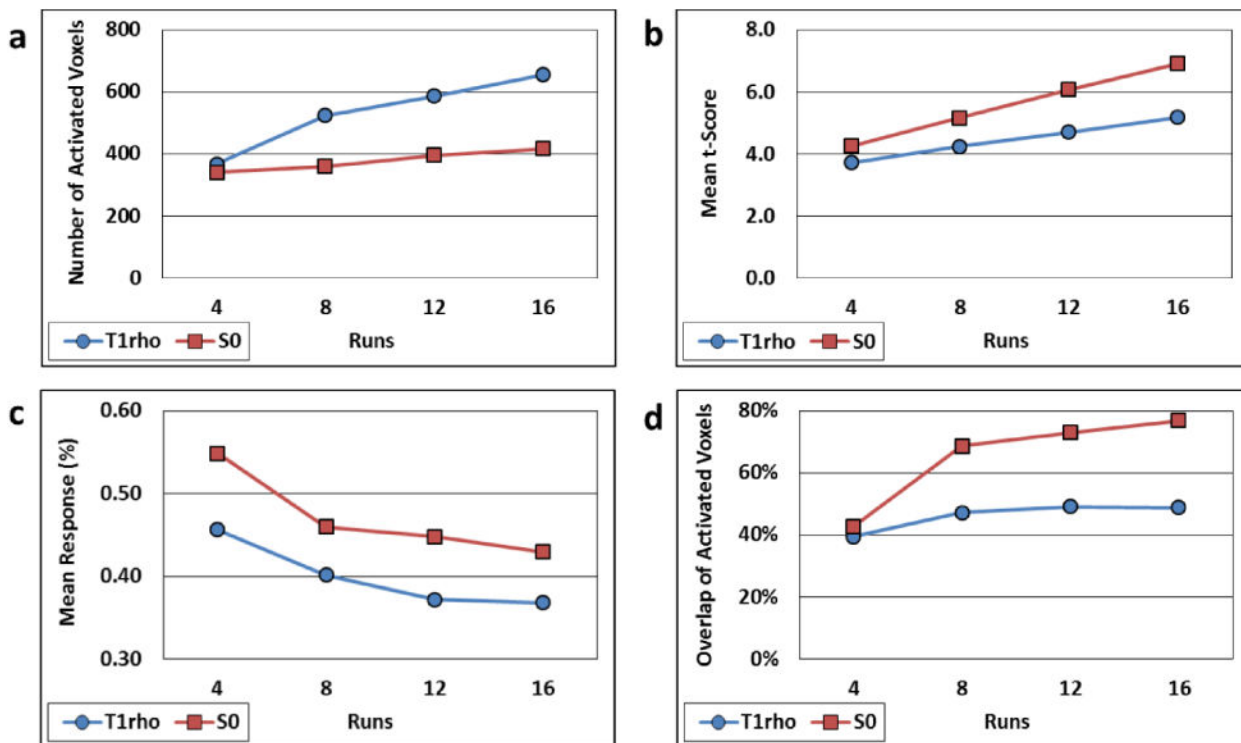 a
Number of Activated Voxels
800
600
400
200
0
4 8 12 16
T1rho S0
Runs
b
Mean t-Score
8.0
6.0
4.0
2.0
0.0
4 8 12 16
T1rho S0
Runs
c
Mean Response (%)
0.60
0.50
0.40
0.30
4 8 12 16
T1rho S0
Runs
d
Overlap of Activated Voxels
80%
60%
40%
20%
0%
4 8 12 16
T1rho S0
Runs